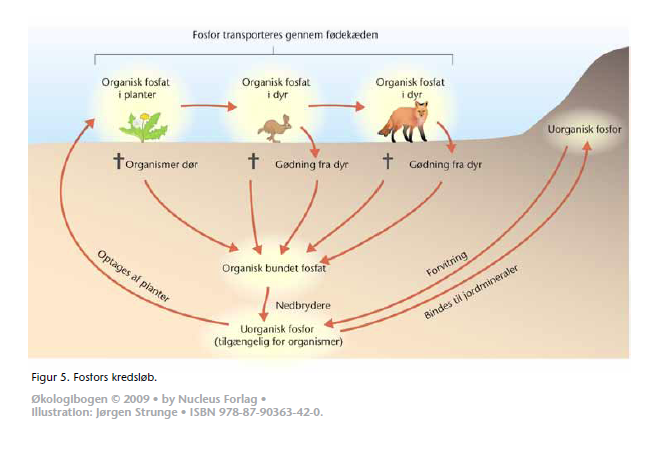 Fosfor transporteres gennem fødekæden
Organisk fosfat
i planter
Organisk fosfat
i dyr
Organisk fosfat
i dyr
Uorganisk fosfor
Organismer dør
Gødning fra dyr
Gødning fra dyr
Optages af planter
Organisk bundet fosfat
Forvitring
Bindes til jordmineraler
Nedbrydere
Uorganisk fosfor
(tilgængelig for organismer)
Figur 5. Fosfors kredsløb.
Økologibogen © 2009 • by Nucleus Forlag •
Illustration: Jørgen Strunge • ISBN 978-87-90363-42-0.